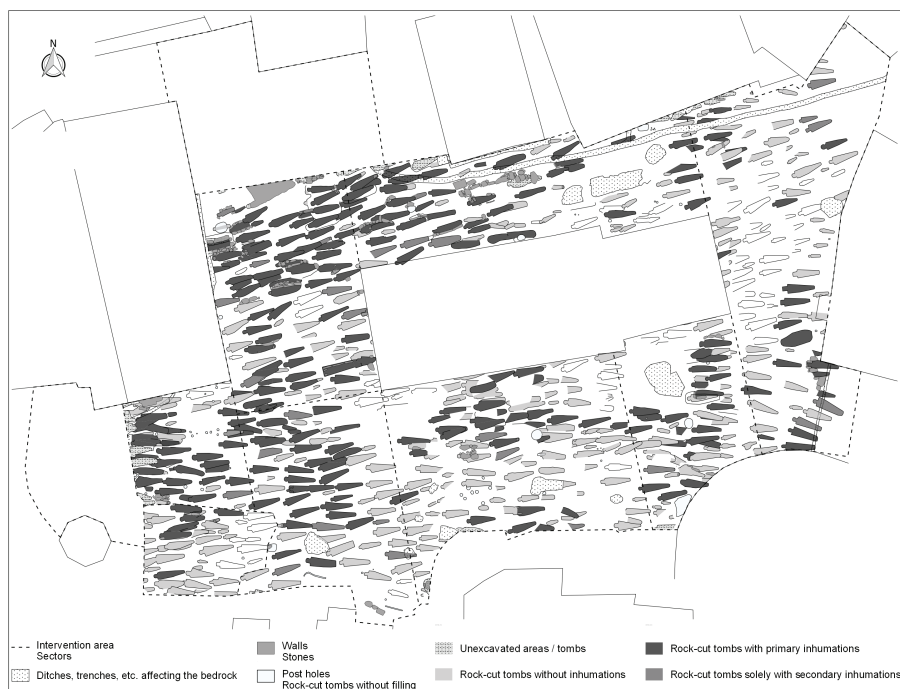 N
Intervention area
Sectors
Ditches, trenches, etc. affecting the bedrock
Walls
Stones
Post holes
Rock-cut tombs without filling
Unexcavated areas / tombs
Rock-cut tombs without inhumations
Rock-cut tombs with primary inhumations
Rock-cut tombs solely with secondary inhumations